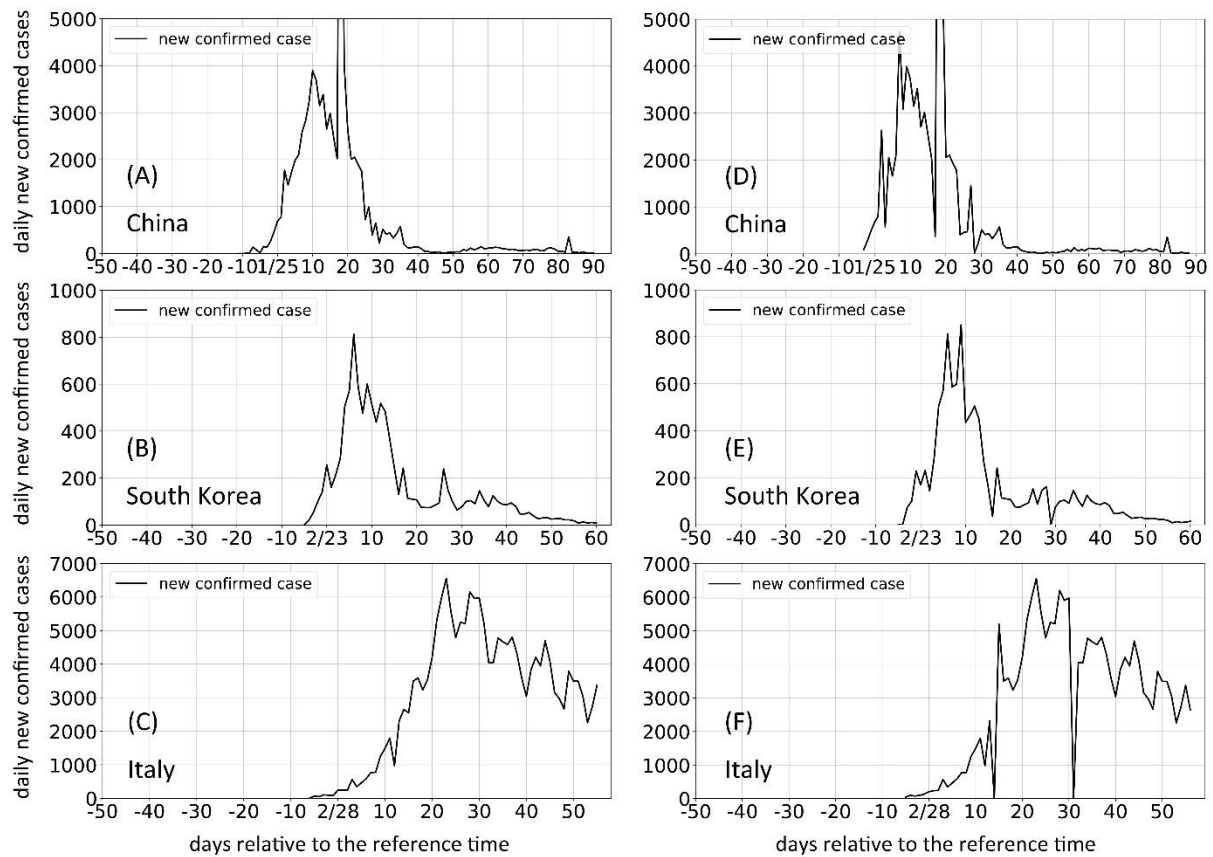 daily new confirmed cases
5000
4000
3000
2000
1000
0
new confirmed case
(A)
China
-50 -40 -30 -20 -10 1/25 10 20 30 40 50 60 70 80 90
5000
4000
3000
2000
1000
0
new confirmed case
(D)
China
-50 -40 -30 -20 -10 1/25 10 20 30 40 50 60 70 80 90
daily new confirmed cases
1000
800
600
400
200
0
new confirmed case
(B)
South Korea
-50 -40 -30 -20 -10 2/23 10 20 30 40 50 60
1000
800
600
400
200
0
new confirmed case
(E)
South Korea
-50 -40 -30 -20 -10 2/23 10 20 30 40 50 60
daily new confirmed cases
7000
6000
5000
4000
3000
2000
1000
0
new confirmed case
(C)
Italy
-50 -40 -30 -20 -10 2/28 10 20 30 40 50
days relative to the reference time
7000
6000
5000
4000
3000
2000
1000
0
new confirmed case
(F)
Italy
-50 -40 -30 -20 -10 2/28 10 20 30 40 50
days relative to the reference time